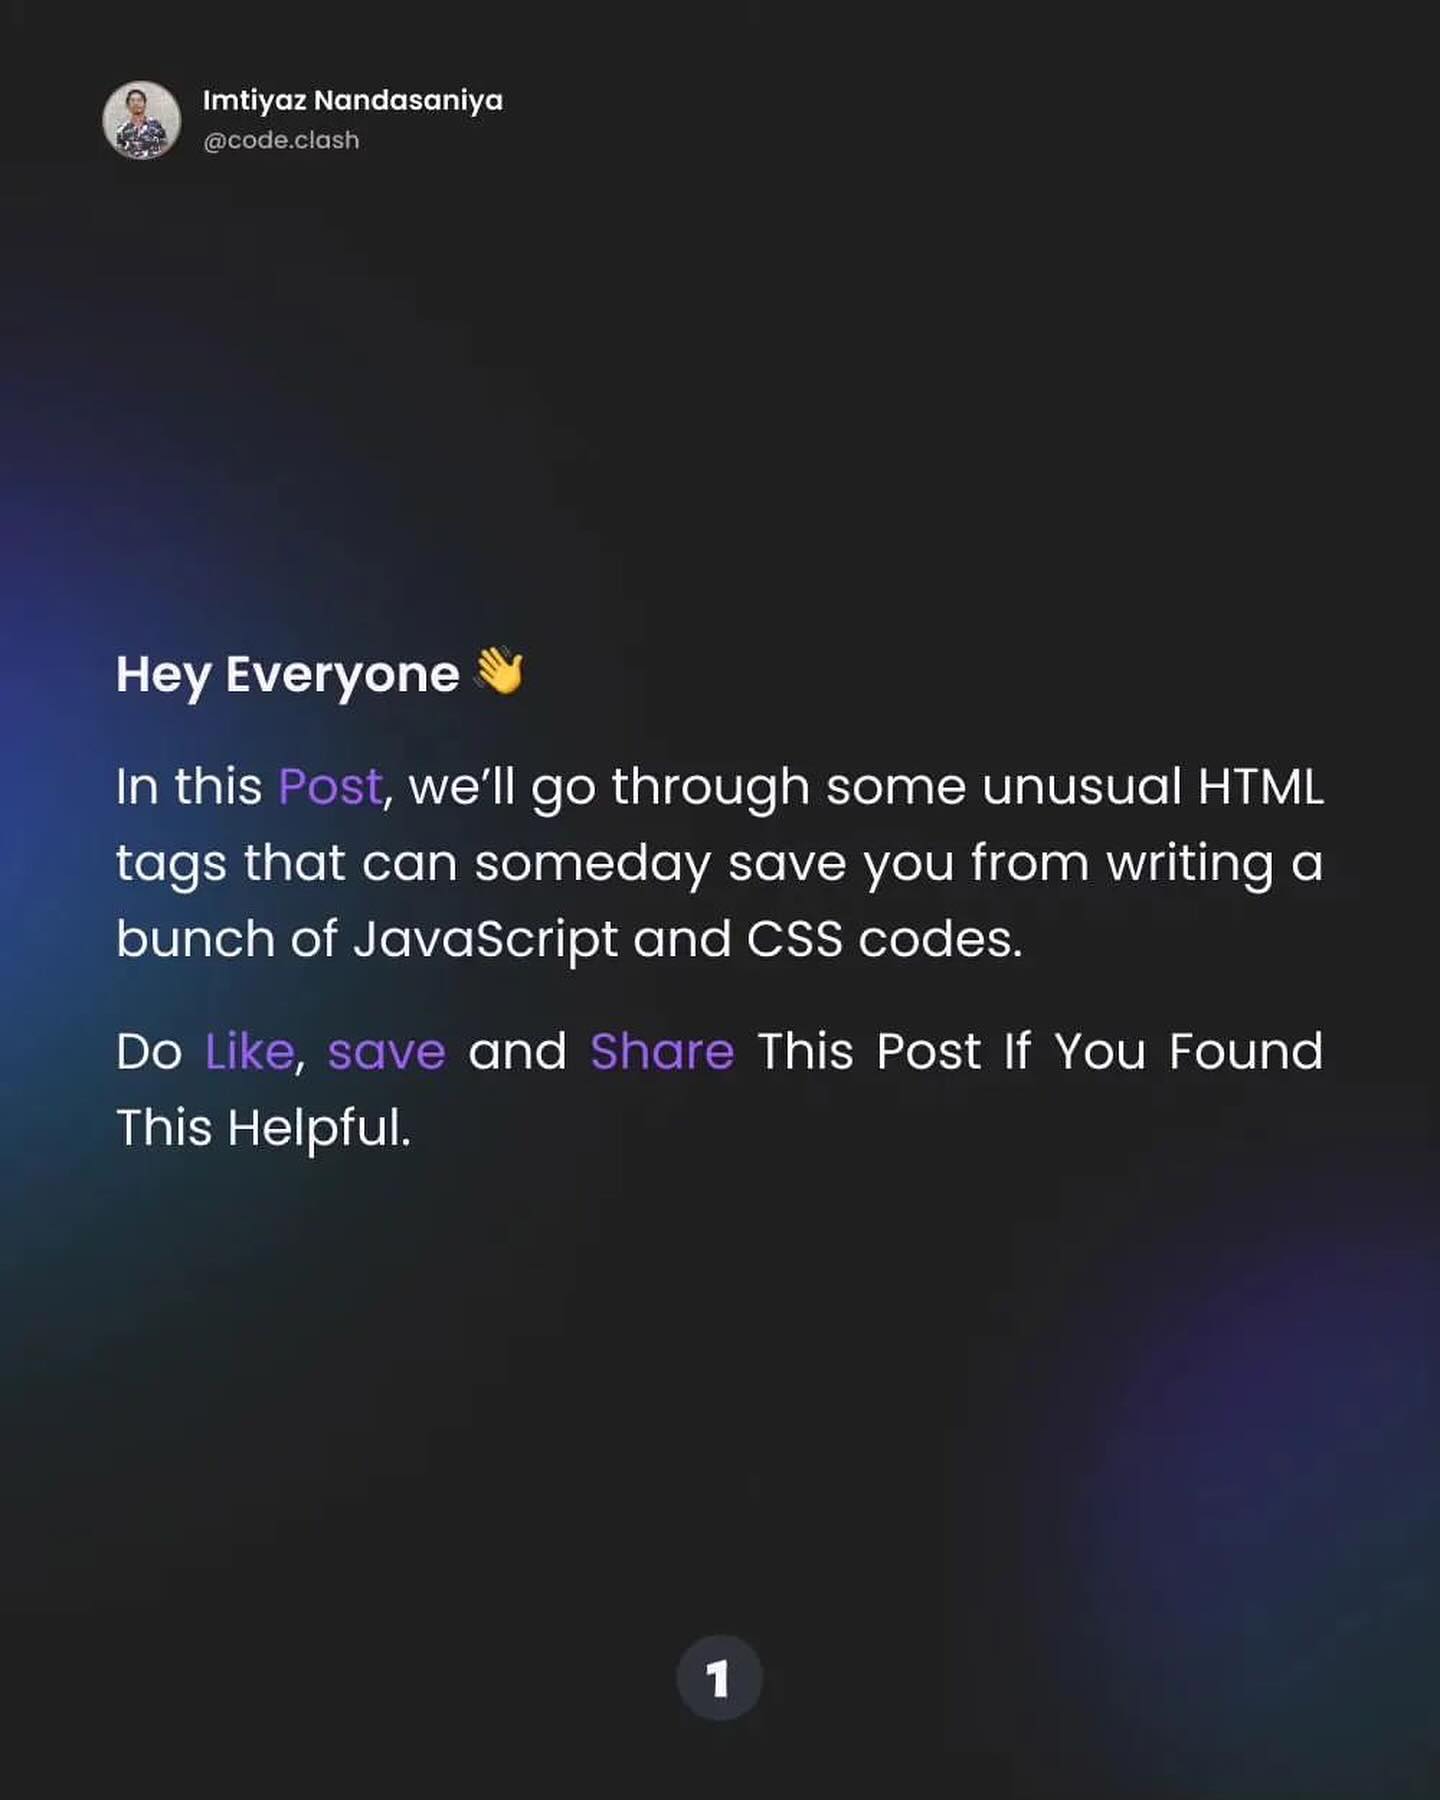 Imtiyaz Nandasaniya
@code.clash
Hey Everyone 👋
In this Post, we’ll go through some unusual HTML
tags that can someday save you from writing a
bunch of JavaScript and CSS codes.
Do Like, save and Share This Post If You Found
This Helpful.
1